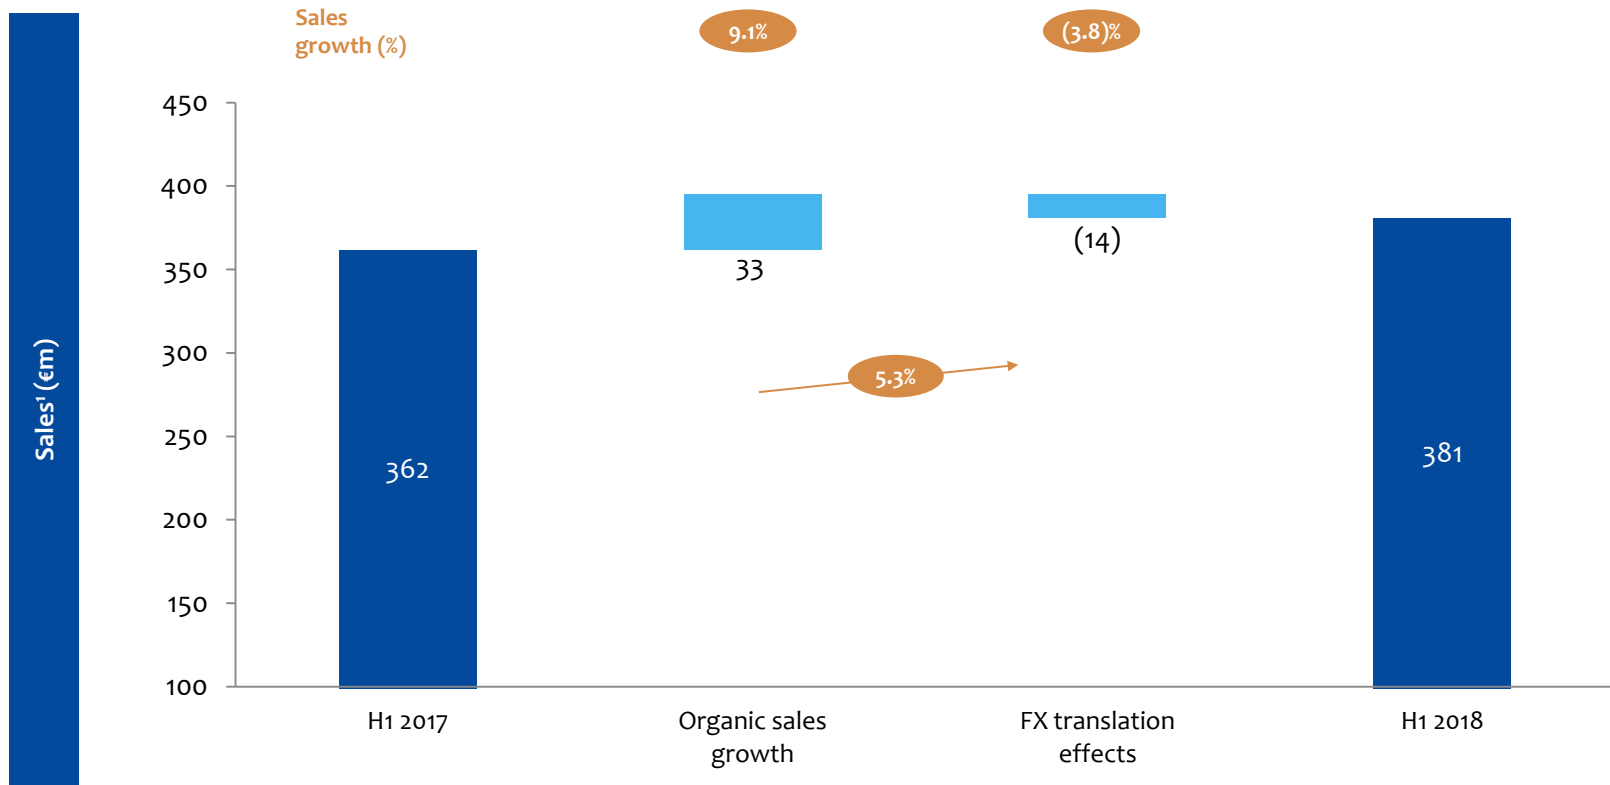 Sales
growth (%)
9.1%
(3.8)%
Sales¹ (€m)
450
400
350
300
250
200
150
100
362
33
(14)
381
5.3%
H1 2017
Organic sales
growth
FX translation
effects
H1 2018